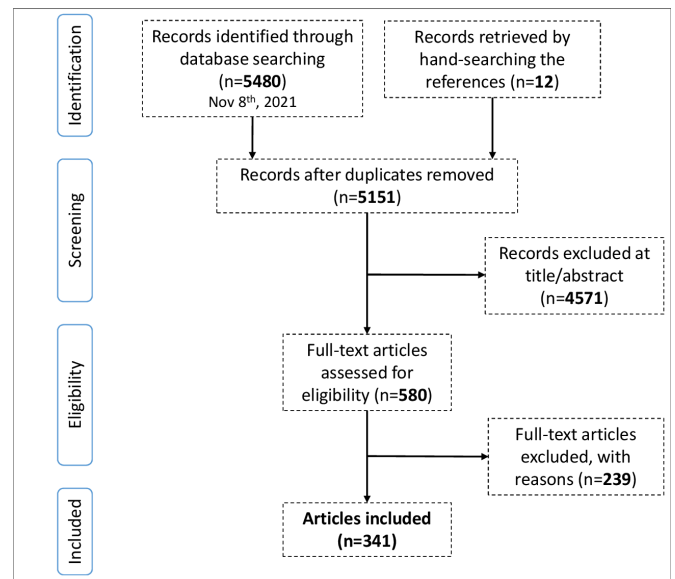 Identification
Records identified through
database searching
(n=5480)
Nov 8th, 2021
Records retrieved by
hand-searching the
references (n=12)
Screening
Records after duplicates removed
(n=5151)
Records excluded at
title/abstract
(n=4571)
Eligibility
Full-text articles
assessed for
eligibility (n=580)
Full-text articles
excluded, with
reasons (n=239)
Included
Articles included
(n=341)